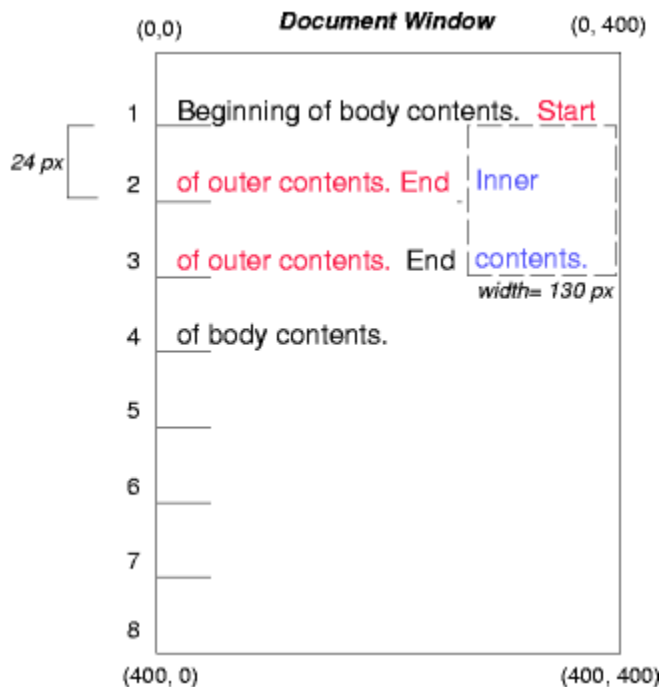 Document Window
(0,0) (0, 400)
1 Beginning of body contents. Start
24 px
2 of outer contents. End Inner
3 of outer contents. End contents.
width= 130 px
4 of body contents.
5
6
7
8
(400, 0) (400, 400)